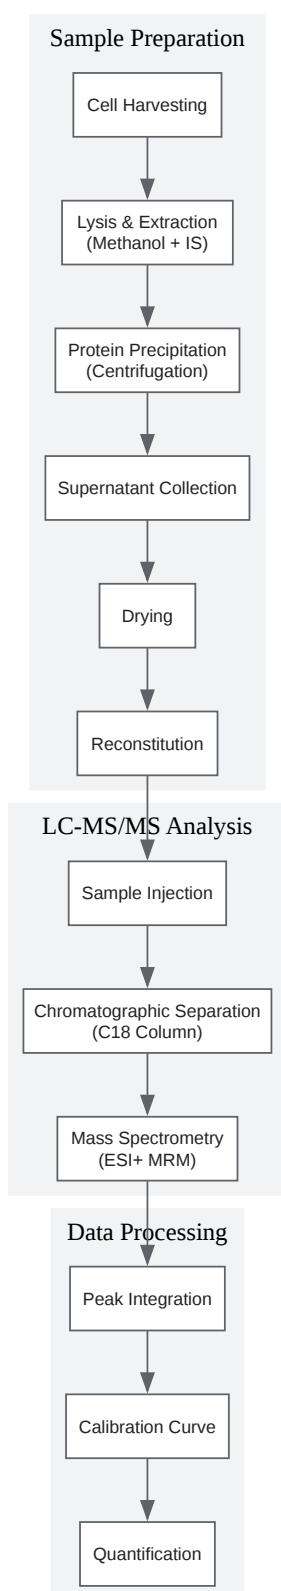 Sample Preparation
Cell Harvesting
Lysis & Extraction
(Methanol + IS)
Protein Precipitation
(Centrifugation)
Supernatant Collection
Drying
Reconstitution
LC-MS/MS Analysis
Sample Injection
Chromatographic Separation
(C18 Column)
Mass Spectrometry
(ESI+ MRM)
Data Processing
Peak Integration
Calibration Curve
Quantification